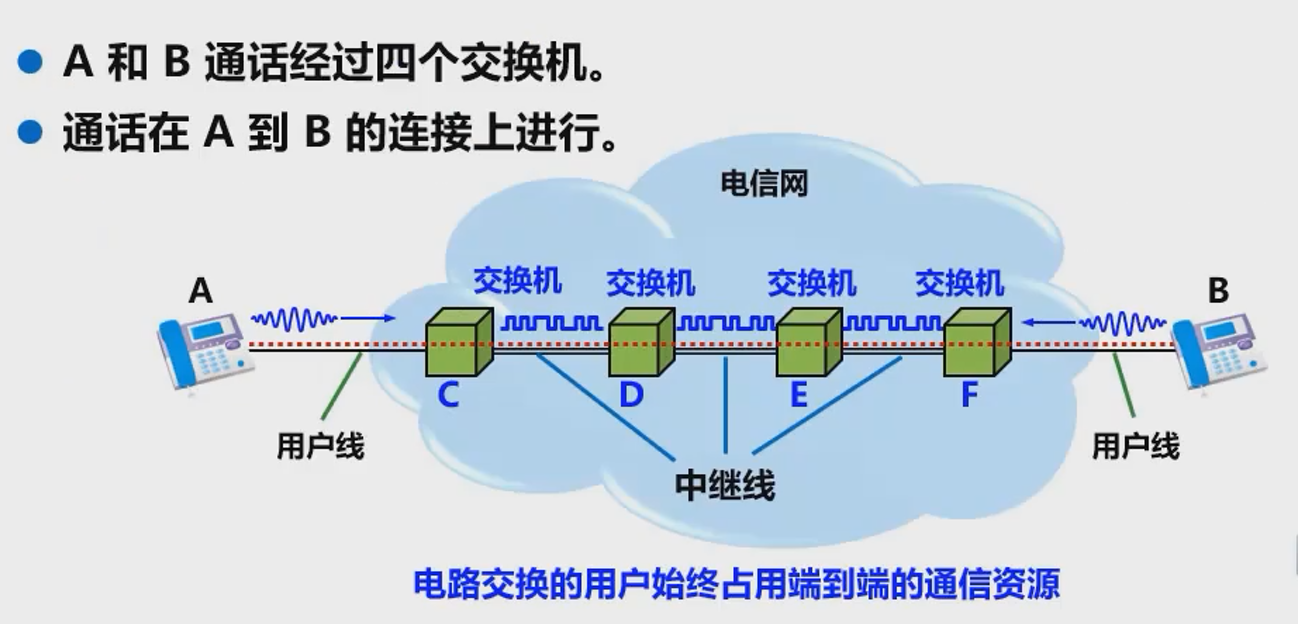 A 和 B 通话经过四个交换机。
通话在 A 到 B 的连接上进行。
电信网
交换机 交换机 交换机 交换机
A
B
C D E F
用户线
用户线
中继线
电路交换的用户始终占用端到端的通信资源